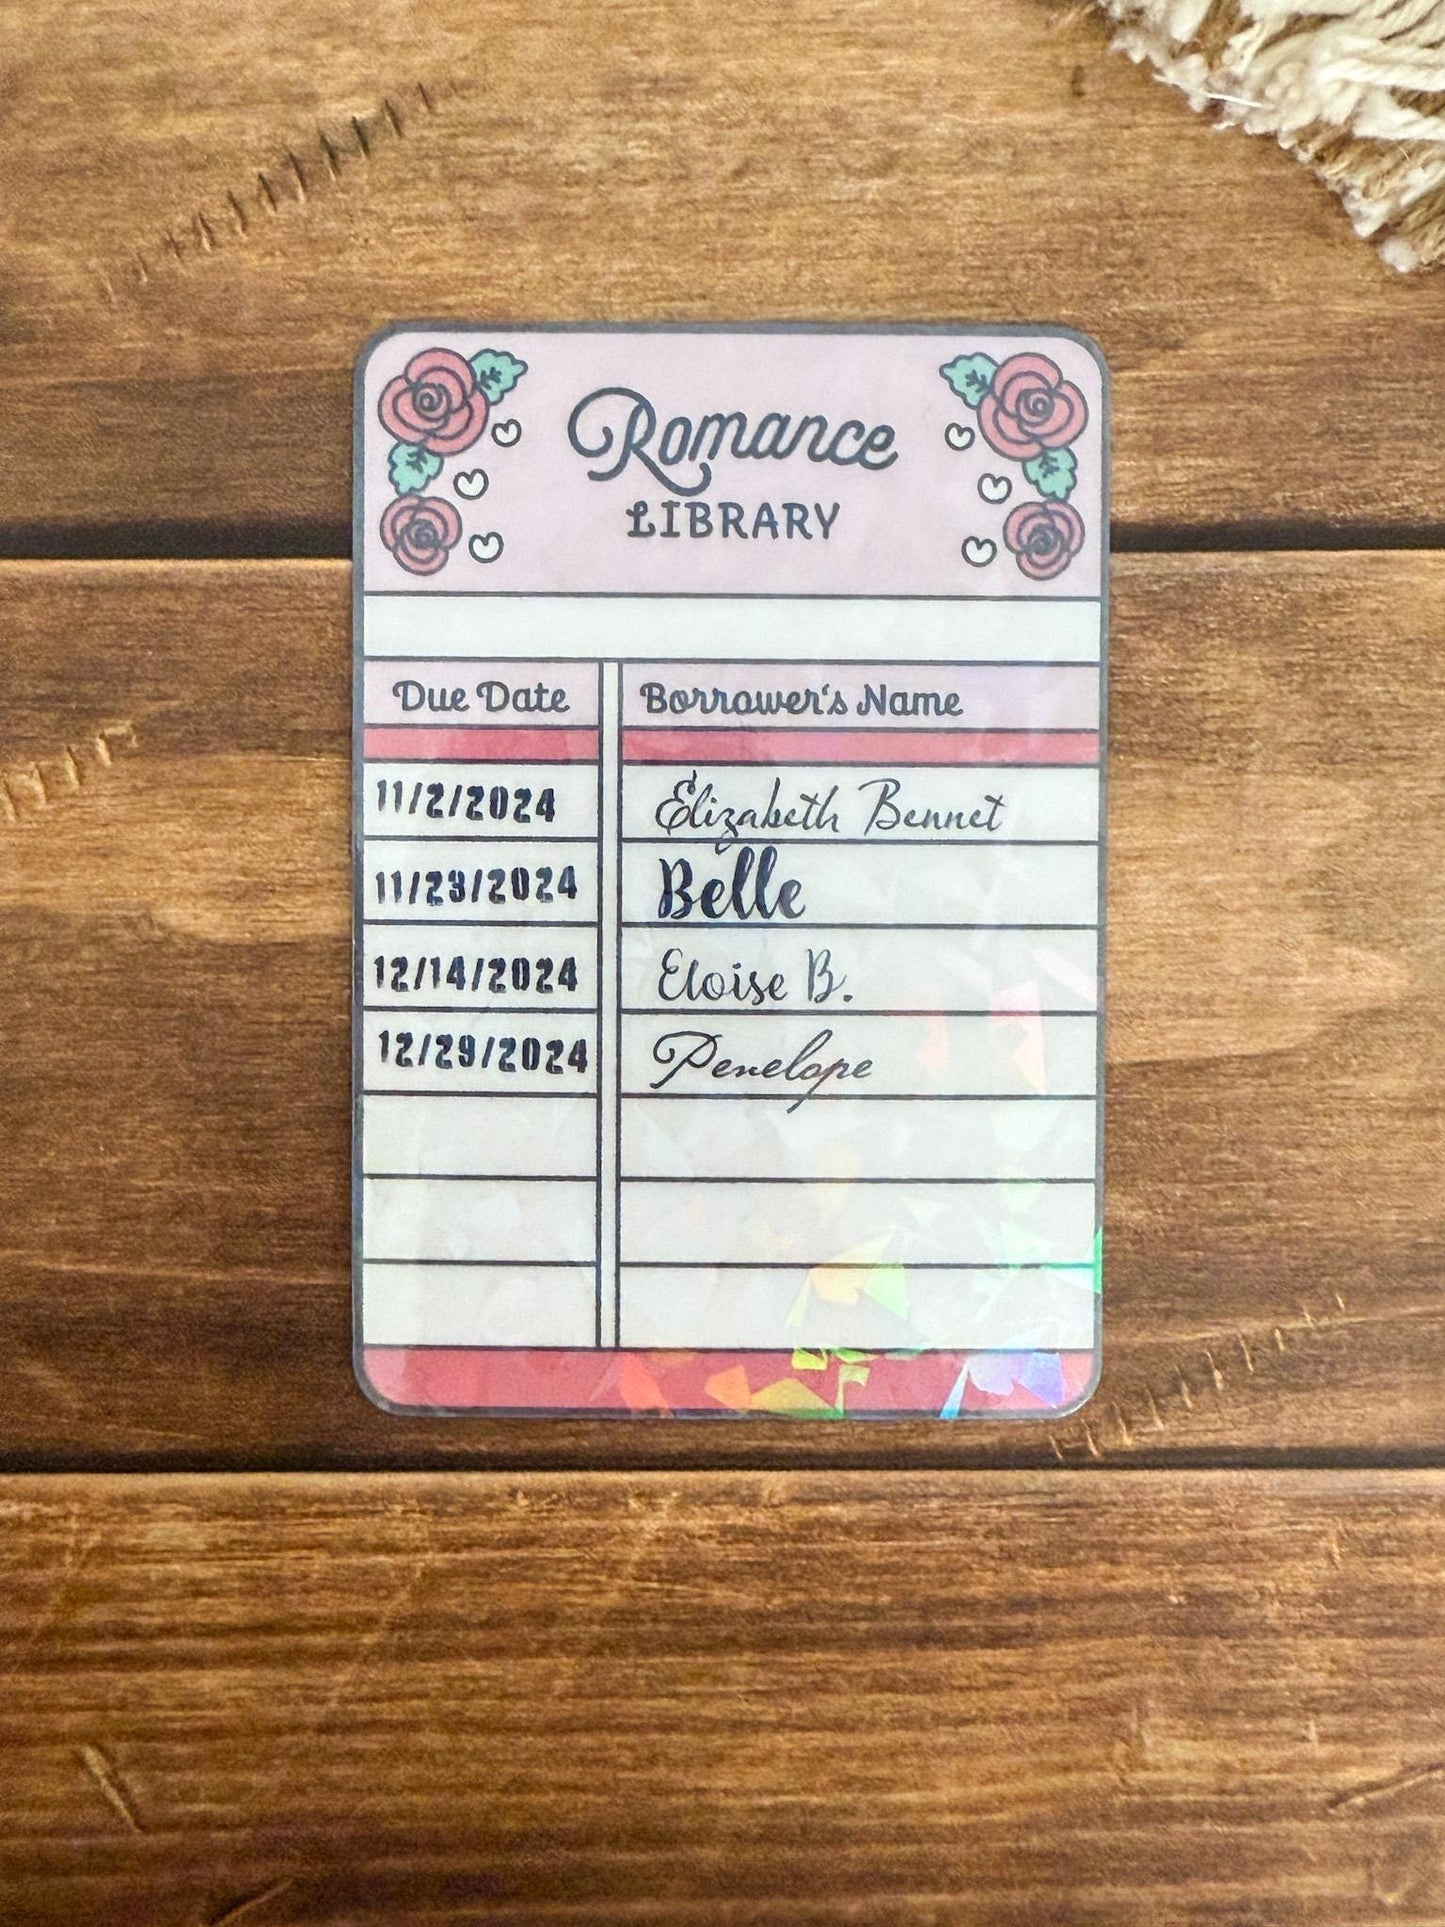 Romance
LIBRARY
Due Date Borrower's Name
11/2/2024 Elizabeth Bennet
11/23/2024 Belle
12/14/2024 Eloise B.
12/29/2024 Penelope